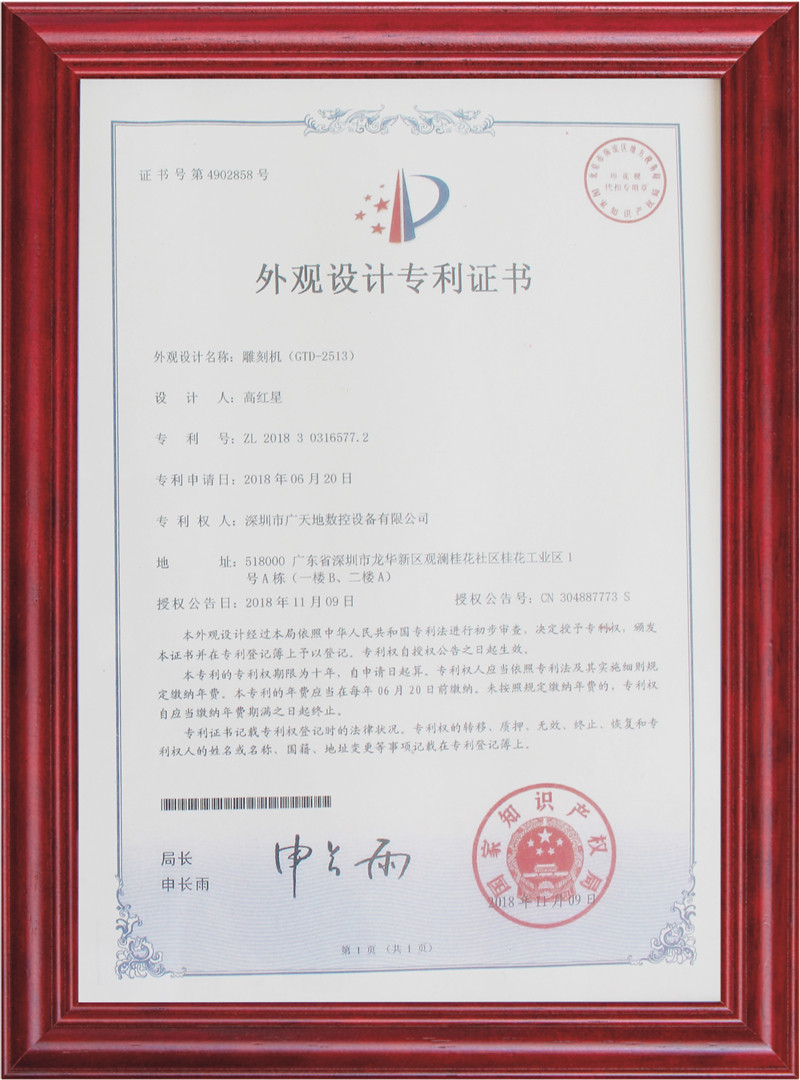 证书号第4902858号
外观设计专利证书
外观设计名称：雕刻机（GTD-2513）
设 计 人：高红星
专 利 号：ZL 2018 3 0316577.2
专利申请日：2018年06月20日
专 利 权 人：深圳市广天地数控设备有限公司
地 址：518000 广东省深圳市龙华新区观澜桂花社区桂花工业区1
号A栋（一楼B、二楼A）
授权公告日：2018年11月09日 授权公告号：CN 304887773 S
本外观设计经过本局依照中华人民共和国专利法进行初步审查，决定授予专利权，颁发
本证书并在专利登记簿上予以登记。专利权自授权公告之日起生效。
本专利的专利权期限为十年，自申请日起算。专利权人应当依照专利法及其实施细则规
定缴纳年费。本专利的年费应当在每年06月20日前缴纳。未按照规定缴纳年费的，专利权
自应当缴纳年费期满之日起终止。
专利证书记载专利权登记时的法律状况。专利权的转移、质押、无效、终止、恢复和专
利权人的姓名或名称、国籍、地址变更等事项记载在专利登记簿上。
局长
申长雨
申长雨
国家知识产权局
2018年11月09日
第1页（共1页）